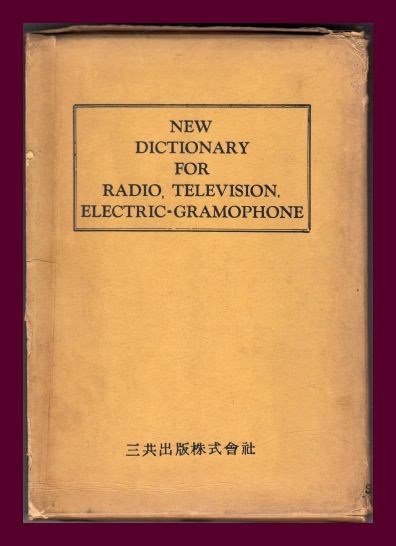 NEW
DICTIONARY
FOR
RADIO, TELEVISION,
ELECTRIC-GRAMOPHONE
三共出版株式會社
S